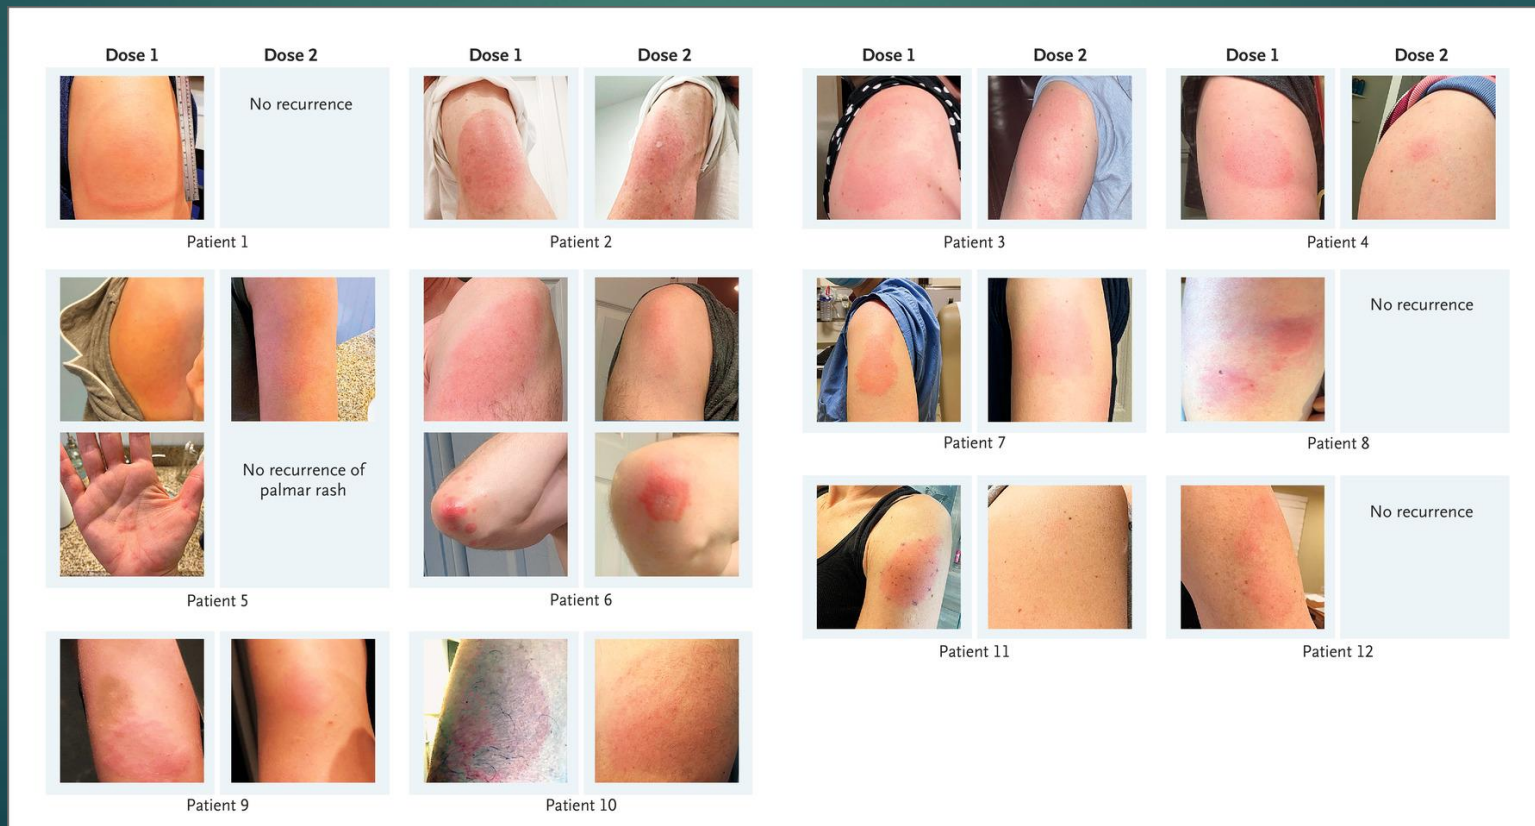 Dose 1
Dose 2
No recurrence
Patient 1
Dose 1
Dose 2
Patient 2
Dose 1
Dose 2
Patient 3
Dose 1
Dose 2
Patient 4
No recurrence of
palmar rash
Patient 5
Patient 6
Patient 7
No recurrence
Patient 8
Patient 9
Patient 10
Patient 11
No recurrence
Patient 12